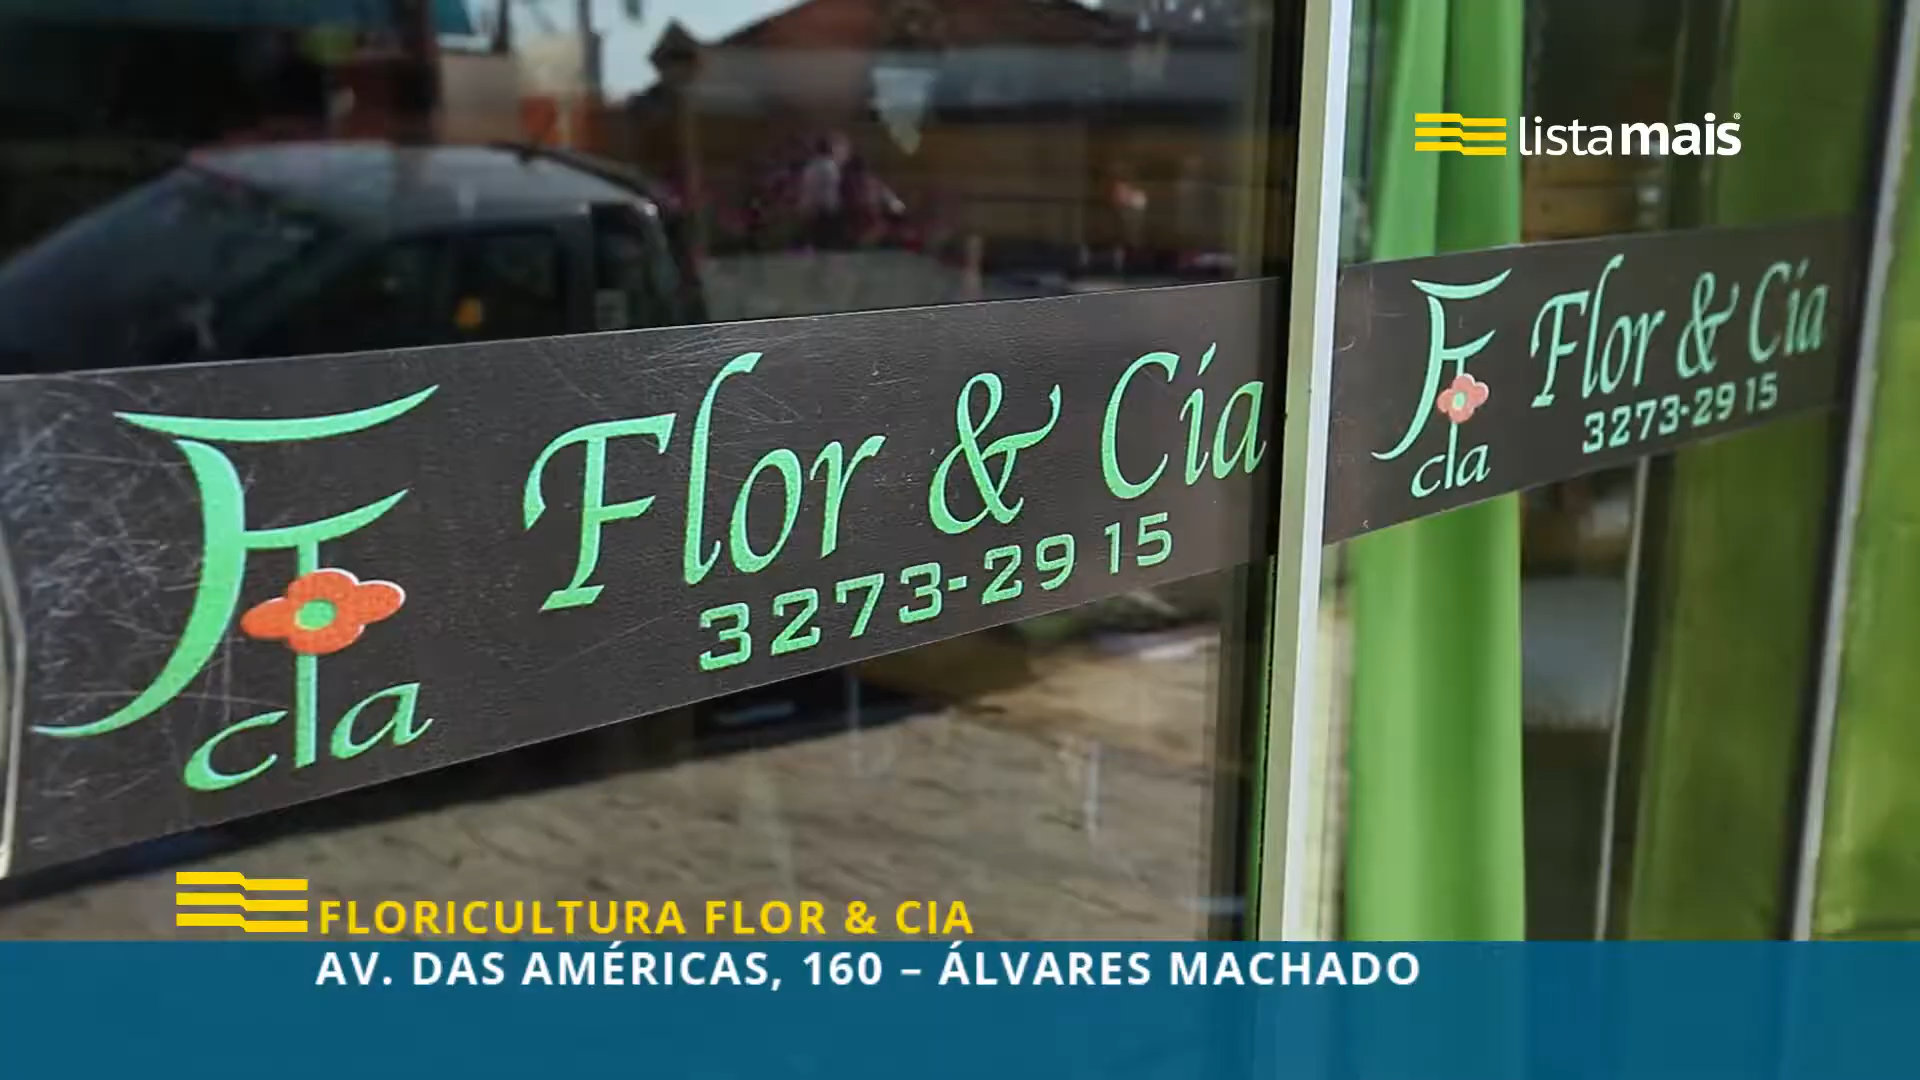 listamais
Flor & Cia
3273-2915
cia
Flor & Cia
3273-2915
cia
FLORICULTURA FLOR & CIA
AV. DAS AMÉRICAS, 160 – ÁLVARES MACHADO